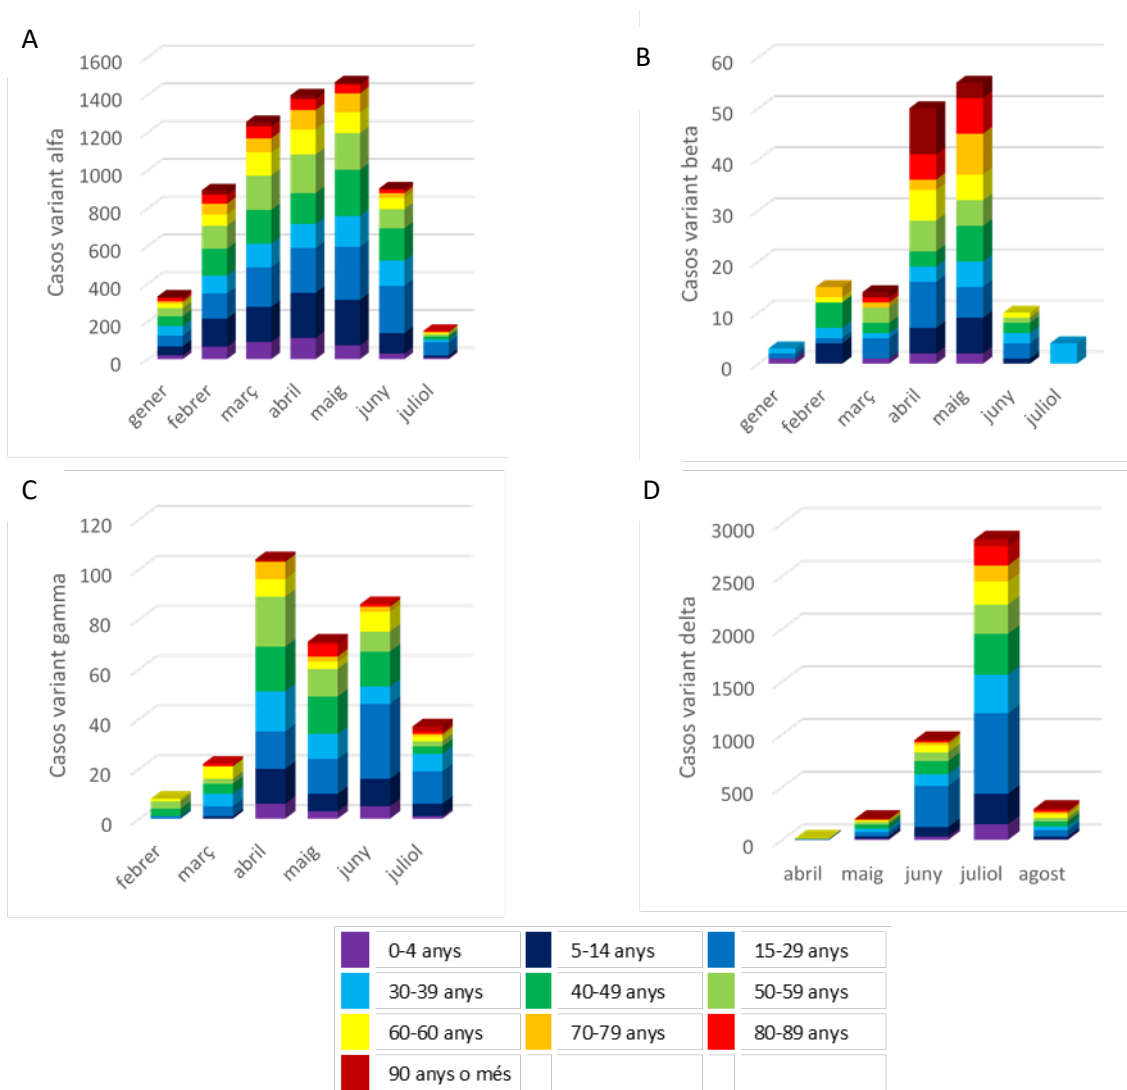 A
Casos variant alfa
1600
1400
1200
1000
800
600
400
200
0
gener
febrer
març
abril
maig
juny
juliol
B
Casos variant beta
60
50
40
30
20
10
0
gener
febrer
març
abril
maig
juny
juliol
C
Casos variant gamma
120
100
80
60
40
20
0
febrer
març
abril
maig
juny
juliol
D
Casos variant delta
3000
2500
2000
1500
1000
500
0
abril maig juny juliol agost
0-4 anys 5-14 anys 15-29 anys
30-39 anys 40-49 anys 50-59 anys
60-60 anys 70-79 anys 80-89 anys
90 anys o més